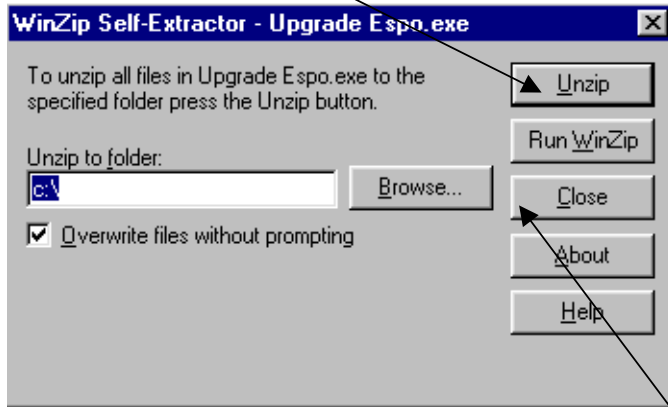 WinZip Self-Extractor - Upgrade Espo.exe
To unzip all files in Upgrade Espo.exe to the
specified folder press the Unzip button.
Unzip to folder:
c:\
Browse...
Overwrite files without prompting
Unzip
Run WinZip
Close
About
Help